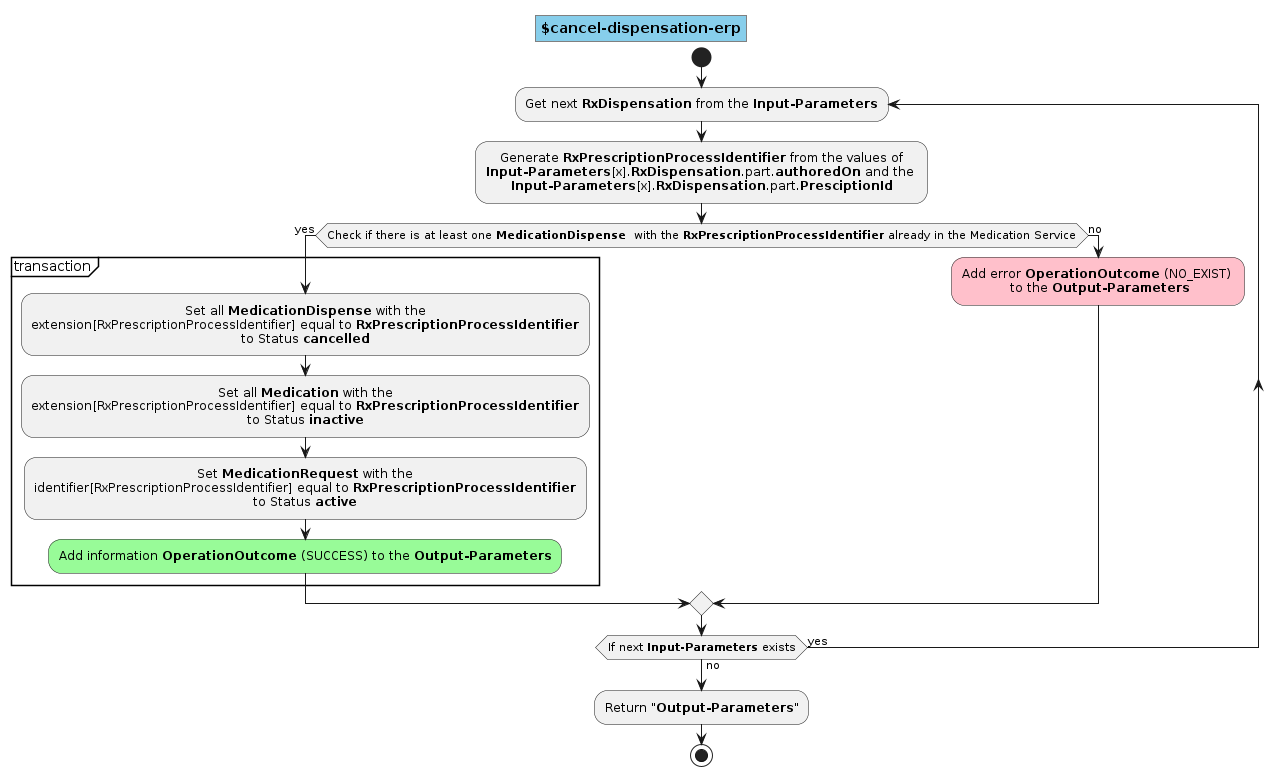 $cancel-dispensation-erp
Get next RxDispensation from the Input-Parameters
Generate RxPrescriptionProcessIdentifier from the values of
Input-Parameters[x].RxDispensation.part.authoredOn and the
Input-Parameters[x].RxDispensation.part.PresciptionId
yes
Check if there is at least one MedicationDispense  with the RxPrescriptionProcessIdentifier already in the Medication Service
no
transaction
Set all MedicationDispense with the
extension[RxPrescriptionProcessIdentifier] equal to RxPrescriptionProcessIdentifier
to Status cancelled
Set all Medication with the
extension[RxPrescriptionProcessIdentifier] equal to RxPrescriptionProcessIdentifier
to Status inactive
Set MedicationRequest with the
identifier[RxPrescriptionProcessIdentifier] equal to RxPrescriptionProcessIdentifier
to Status active
Add information OperationOutcome (SUCCESS) to the Output-Parameters
Add error OperationOutcome (NO_EXIST)
to the Output-Parameters
If next Input-Parameters exists
yes
no
Return "Output-Parameters"